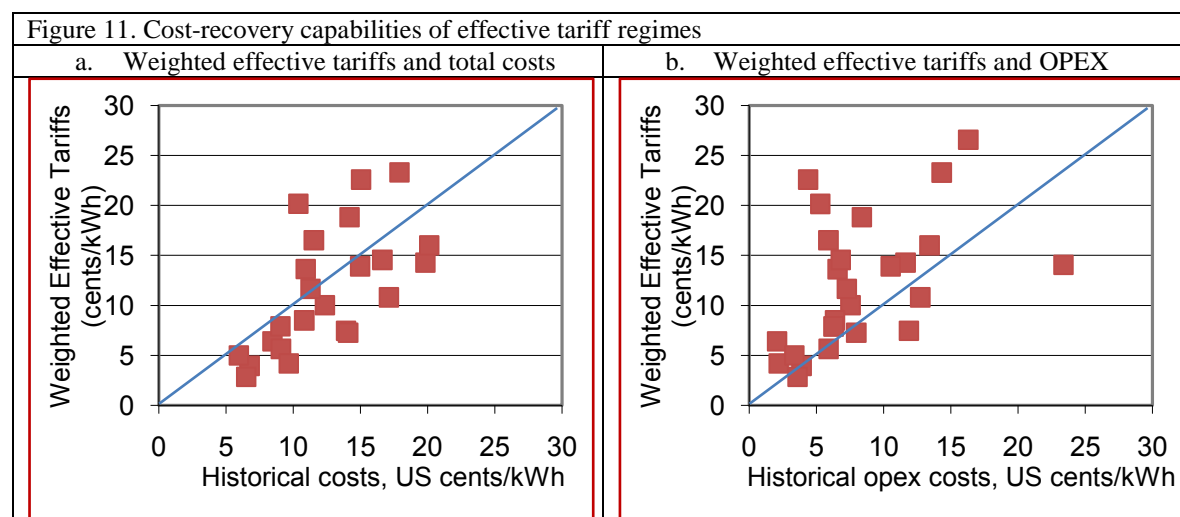 Figure 11. Cost-recovery capabilities of effective tariff regimes
a. Weighted effective tariffs and total costs
b. Weighted effective tariffs and OPEX
Weighted Effective Tariffs
(cents/kWh)
30
25
20
15
10
5
0
0 5 10 15 20 25 30
Historical costs, US cents/kWh
Weighted Effective Tariffs
(cents/kWh)
30
25
20
15
10
5
0
0 5 10 15 20 25 30
Historical opex costs, US cents/kWh